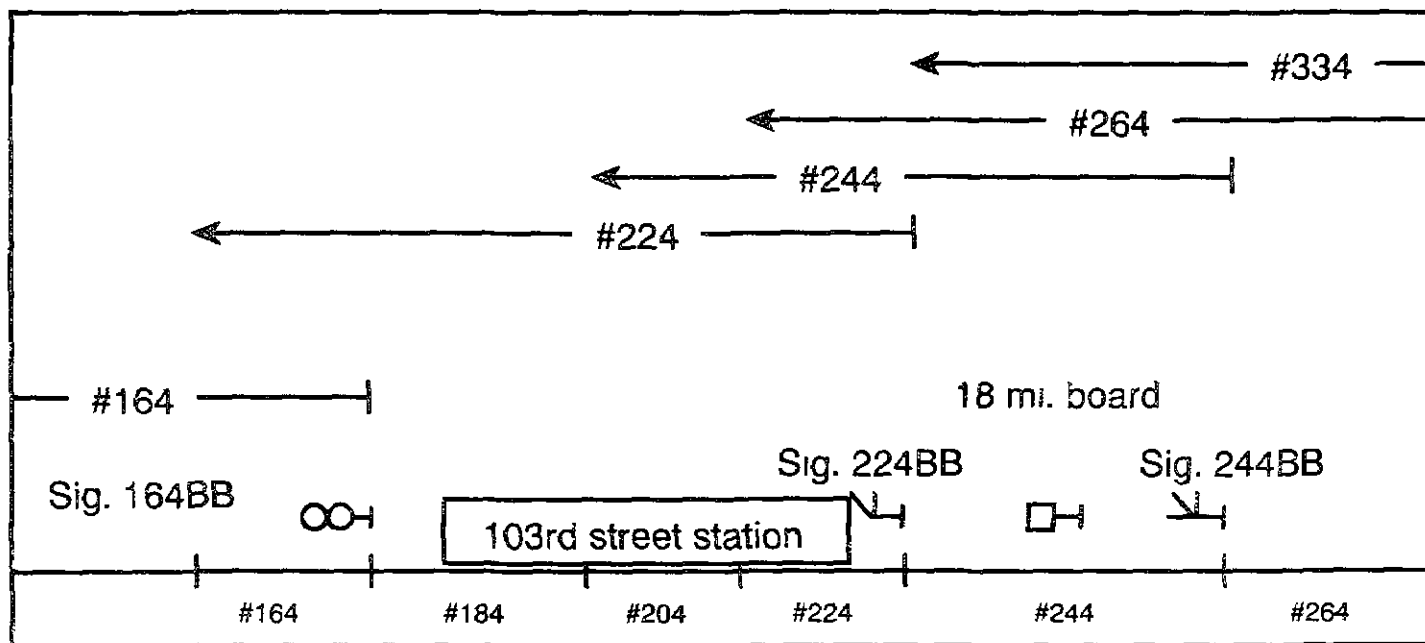 #334
#264
#244
#224
#164
18 mi. board
Sig. 224BB
Sig. 244BB
Sig. 164BB
103rd street station
#164 #184 #204 #224 #244 #264